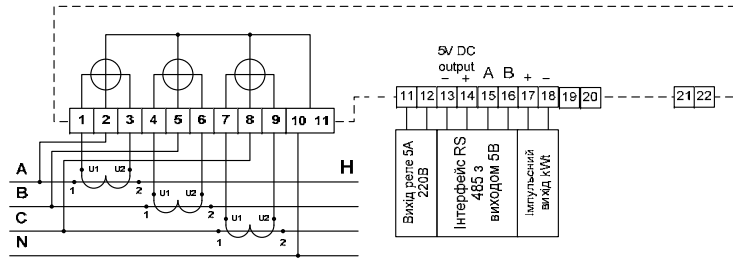 5V DC
output
A B
− + + −
11 12 13 14 15 16 17 18 19 20 21 22
1 2 3 4 5 6 7 8 9 10 11
Вихід реле 5А
220В
Інтерфейс RS
485 з
виходом 5В
Імпульсний
вихід kWt
A
H
U1 U2
1 2
B
U1 U2
1 2
C
U1 U2
1 2
N